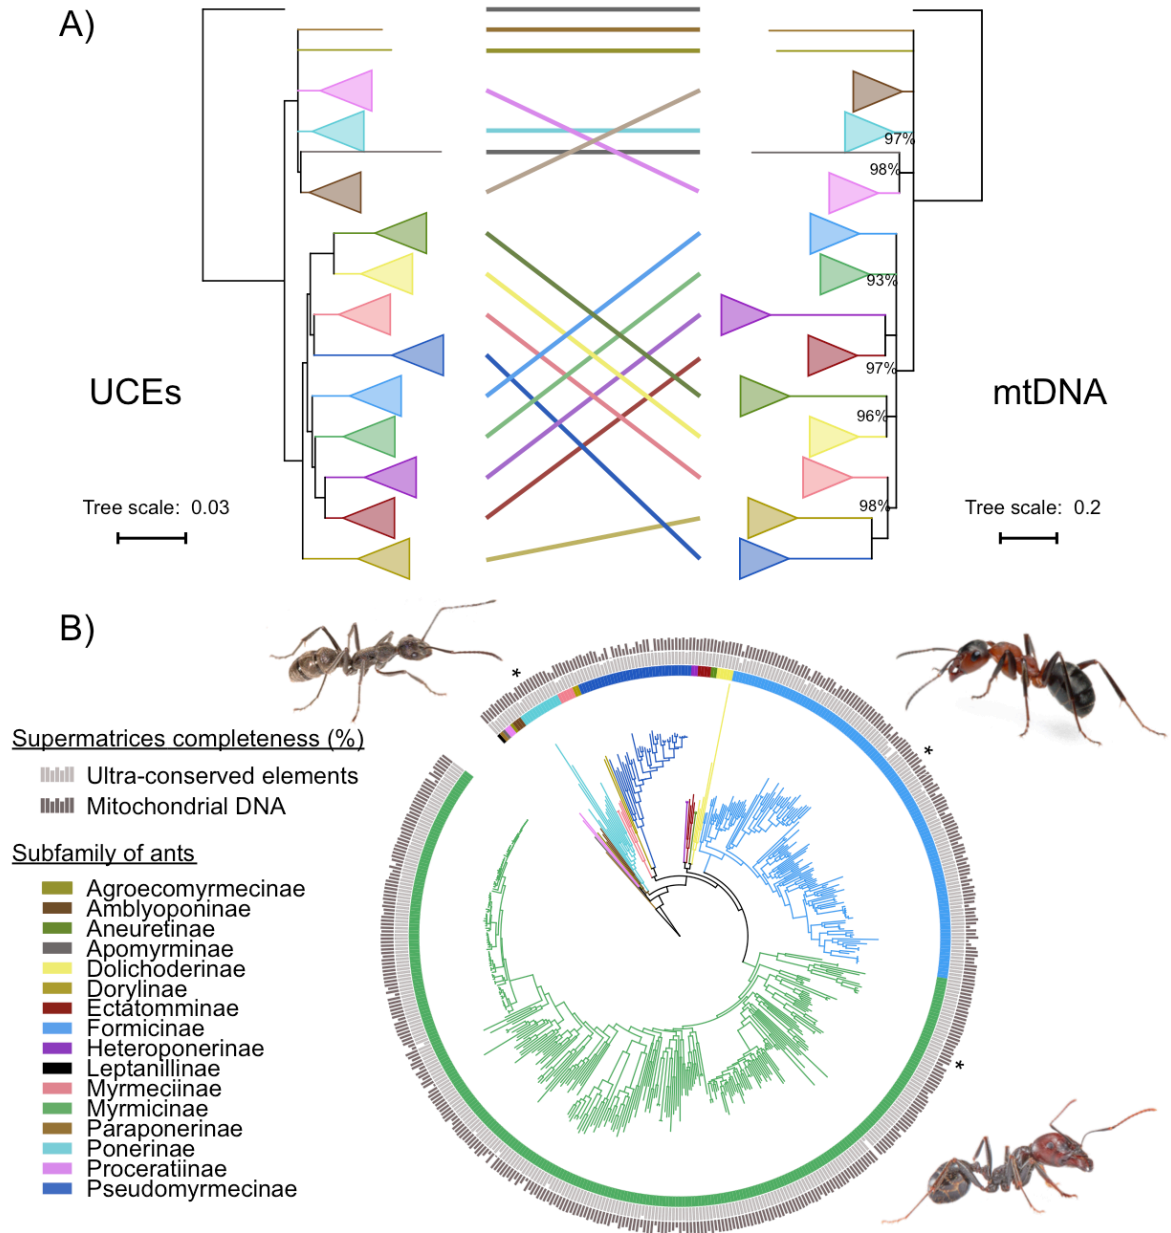 A)
97%
98%
93%
97%
UCEs
mtDNA
96%
Tree scale: 0.03
98%
Tree scale: 0.2
B)
*
Supermatrices completeness (%)
*
Ultra-conserved elements
Mitochondrial DNA
Subfamily of ants
Agroecomyrmecinae
Amblyoponinae
Aneuretinae
Apomyrminae
Dolichoderinae
Dorylinae
Ectatomminae
Formicinae
Heteroponerinae
Leptanillinae
*
Myrmeciinae
Myrmicinae
Paraponerinae
Ponerinae
Proceratiinae
Pseudomyrmecinae